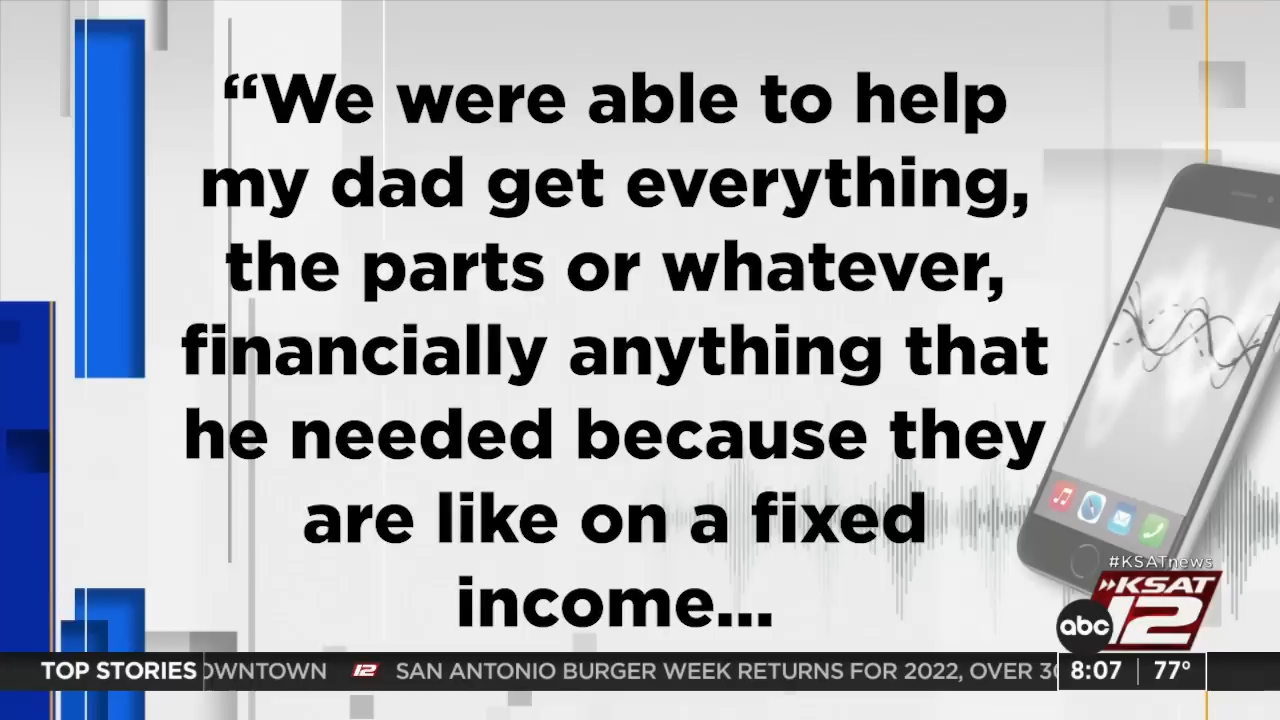 “We were able to help
my dad get everything,
the parts or whatever,
financially anything that
he needed because they
are like on a fixed
income...
#KSATnews
KSAT
12
abc
TOP STORIES OWNTOWN 12 SAN ANTONIO BURGER WEEK RETURNS FOR 2022, OVER 8:07 77°